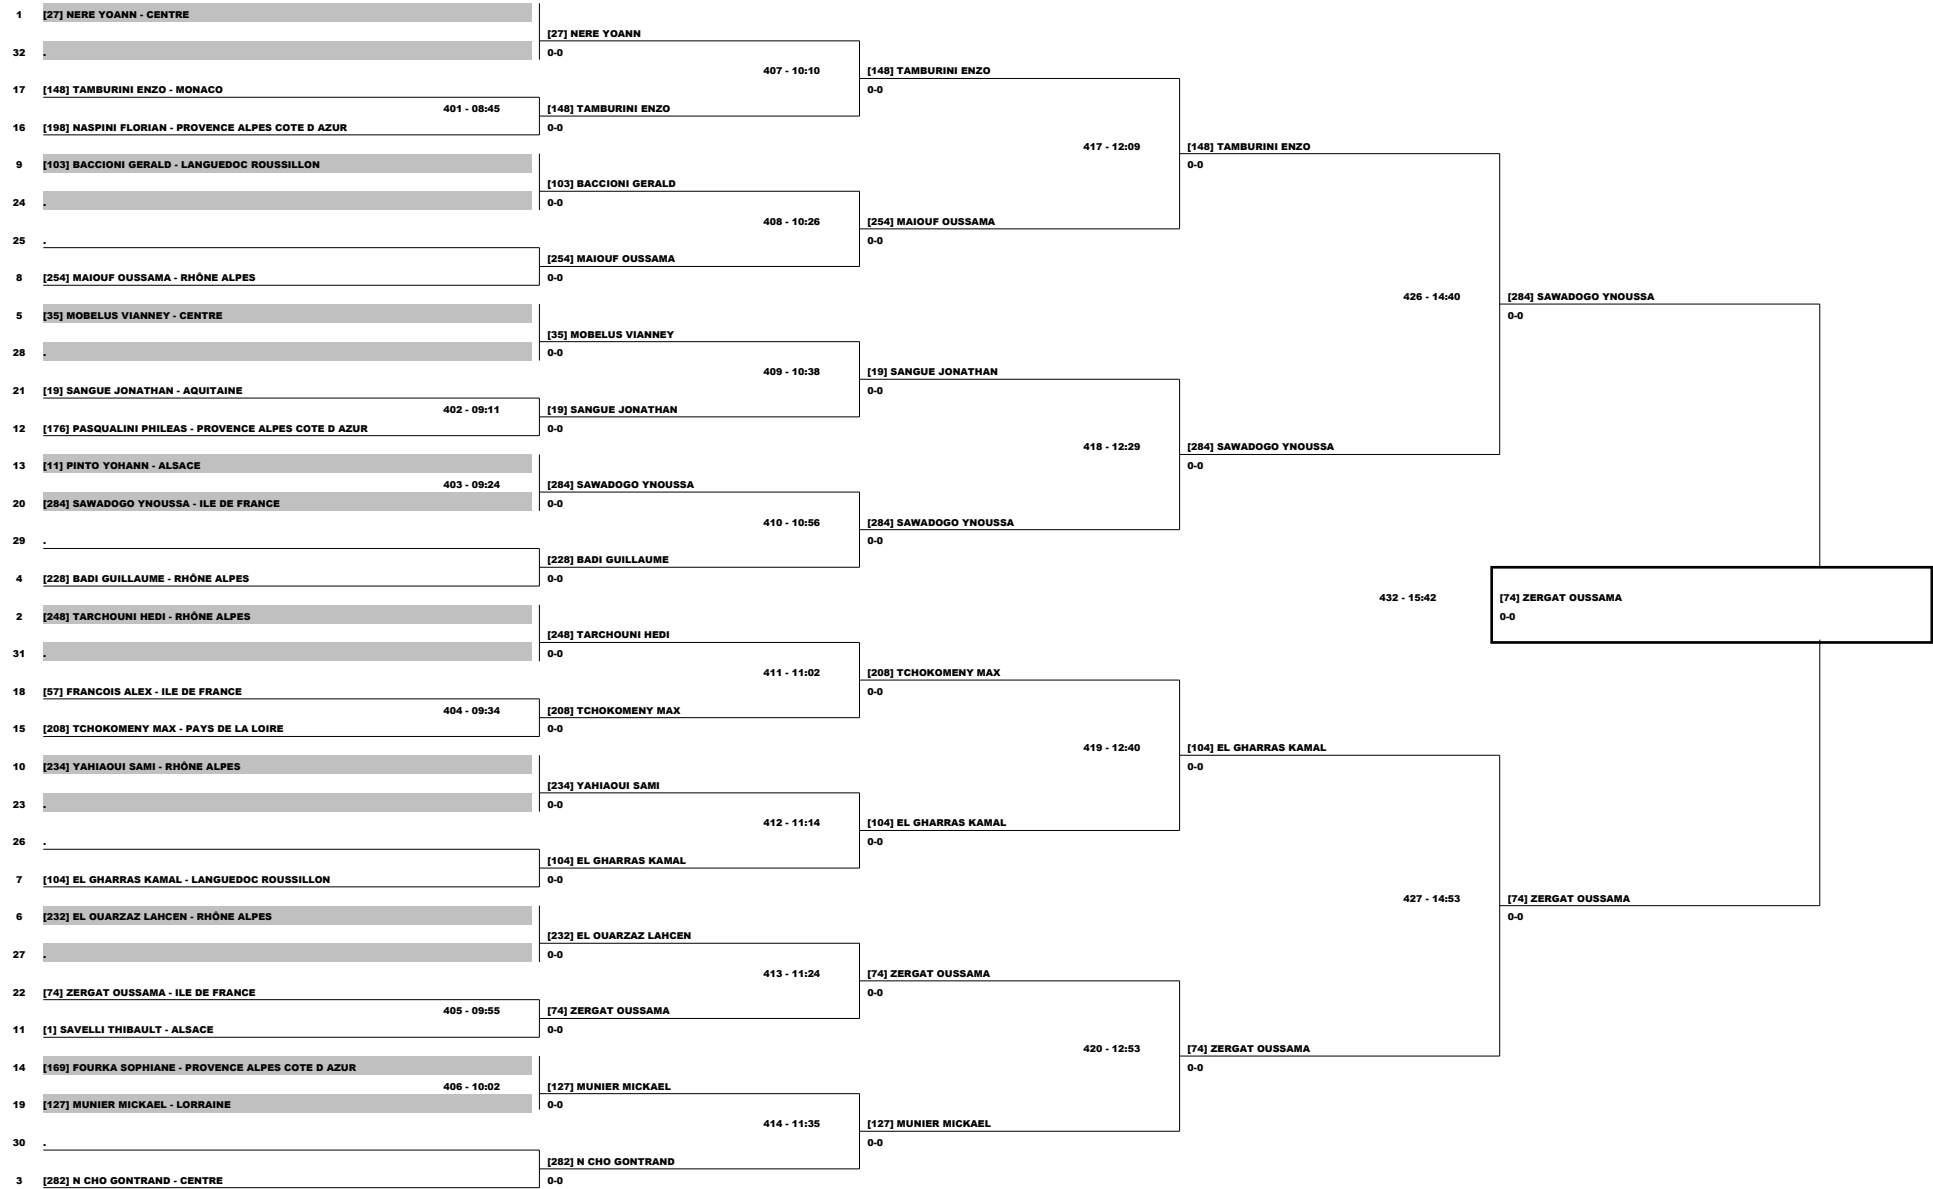 1 [27] NERE YOANN - CENTRE
[27] NERE YOANN
32 .
0-0
407 - 10:10
[148] TAMBURINI ENZO
17 [148] TAMBURINI ENZO - MONACO
0-0
401 - 08:45
[148] TAMBURINI ENZO
16 [198] NASPINI FLORIAN - PROVENCE ALPES COTE D AZUR
0-0
417 - 12:09
[148] TAMBURINI ENZO
9 [103] BACCIONI GERALD - LANGUEDOC ROUSSILLON
0-0
[103] BACCIONI GERALD
24 .
0-0
408 - 10:26
[254] MAIOUF OUSSAMA
25 .
0-0
[254] MAIOUF OUSSAMA
8 [254] MAIOUF OUSSAMA - RHÔNE ALPES
0-0
426 - 14:40
[284] SAWADOGO YNOUSSA
5 [35] MOBELUS VIANNEY - CENTRE
0-0
[35] MOBELUS VIANNEY
28 .
0-0
409 - 10:38
[19] SANGUE JONATHAN
21 [19] SANGUE JONATHAN - AQUITAINE
0-0
402 - 09:11
[19] SANGUE JONATHAN
12 [176] PASQUALINI PHILEAS - PROVENCE ALPES COTE D AZUR
0-0
418 - 12:29
[284] SAWADOGO YNOUSSA
13 [11] PINTO YOHANN - ALSACE
0-0
403 - 09:24
[284] SAWADOGO YNOUSSA
20 [284] SAWADOGO YNOUSSA - ILE DE FRANCE
0-0
410 - 10:56
[284] SAWADOGO YNOUSSA
29 .
0-0
[228] BADI GUILLAUME
4 [228] BADI GUILLAUME - RHÔNE ALPES
0-0
432 - 15:42
[74] ZERGAT OUSSAMA
2 [248] TARCHOUNI HEDI - RHÔNE ALPES
0-0
[248] TARCHOUNI HEDI
31 .
0-0
411 - 11:02
[208] TCHOKOMENY MAX
18 [57] FRANCOIS ALEX - ILE DE FRANCE
0-0
404 - 09:34
[208] TCHOKOMENY MAX
15 [208] TCHOKOMENY MAX - PAYS DE LA LOIRE
0-0
419 - 12:40
[104] EL GHARRAS KAMAL
10 [234] YAHIAOUI SAMI - RHÔNE ALPES
0-0
[234] YAHIAOUI SAMI
23 .
0-0
412 - 11:14
[104] EL GHARRAS KAMAL
26 .
0-0
[104] EL GHARRAS KAMAL
7 [104] EL GHARRAS KAMAL - LANGUEDOC ROUSSILLON
0-0
427 - 14:53
[74] ZERGAT OUSSAMA
6 [232] EL OUARZAZ LAHCEN - RHÔNE ALPES
0-0
[232] EL OUARZAZ LAHCEN
27 .
0-0
413 - 11:24
[74] ZERGAT OUSSAMA
22 [74] ZERGAT OUSSAMA - ILE DE FRANCE
0-0
405 - 09:55
[74] ZERGAT OUSSAMA
11 [1] SAVELLI THIBAULT - ALSACE
0-0
420 - 12:53
[74] ZERGAT OUSSAMA
14 [169] FOURKA SOPHIANE - PROVENCE ALPES COTE D AZUR
0-0
406 - 10:02
[127] MUNIER MICKAEL
19 [127] MUNIER MICKAEL - LORRAINE
0-0
414 - 11:35
[127] MUNIER MICKAEL
30 .
0-0
[282] N CHO GONTRAND
3 [282] N CHO GONTRAND - CENTRE
0-0